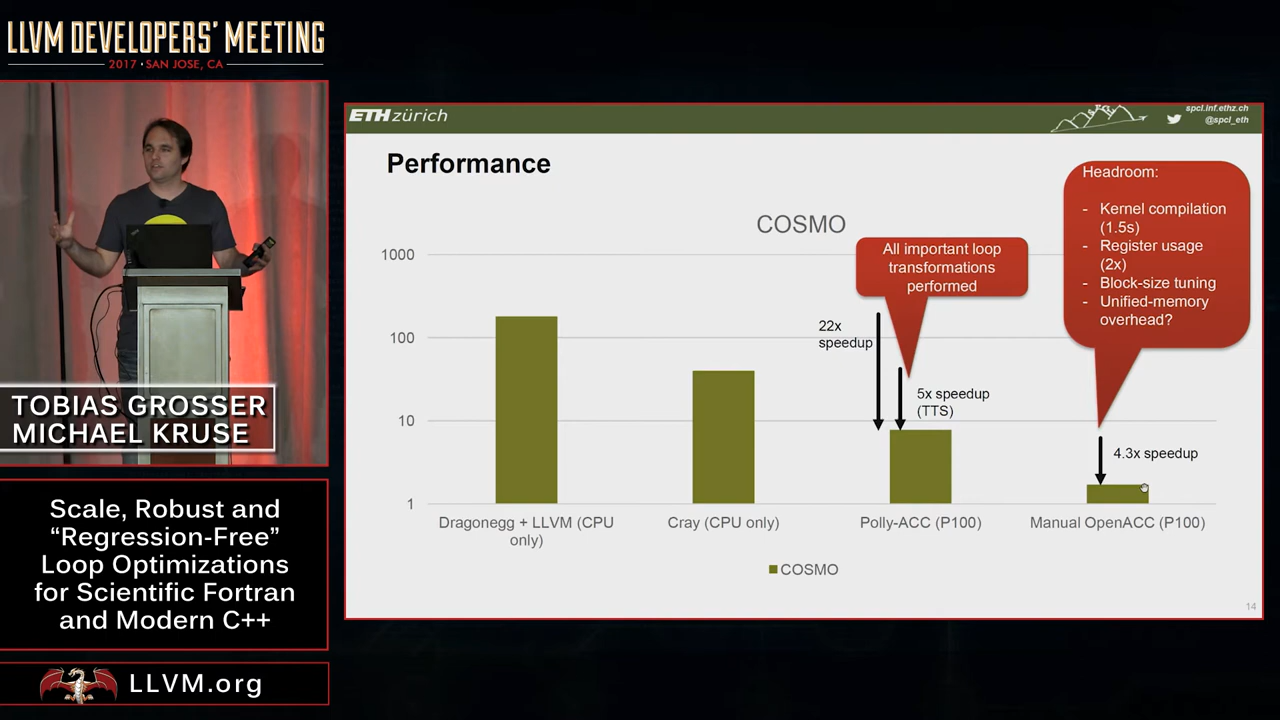 LLVM DEVELOPERS' MEETING
2017 • SAN JOSE, CA
TOBIAS GROSSER
MICHAEL KRUSE
Scale, Robust and
“Regression-Free”
Loop Optimizations
for Scientific Fortran
and Modern C++
LLVM.org
ETH zürich
spcl.inf.ethz.ch
@spcl_eth
Performance
COSMO
1000
100
10
1
22x
speedup
All important loop
transformations
performed
5x speedup
(TTS)
Headroom:
- Kernel compilation
(1.5s)
- Register usage
(2x)
- Block-size tuning
- Unified-memory
overhead?
4.3x speedup
Dragonegg + LLVM (CPU
only)
Cray (CPU only)
Polly-ACC (P100)
Manual OpenACC (P100)
COSMO
14